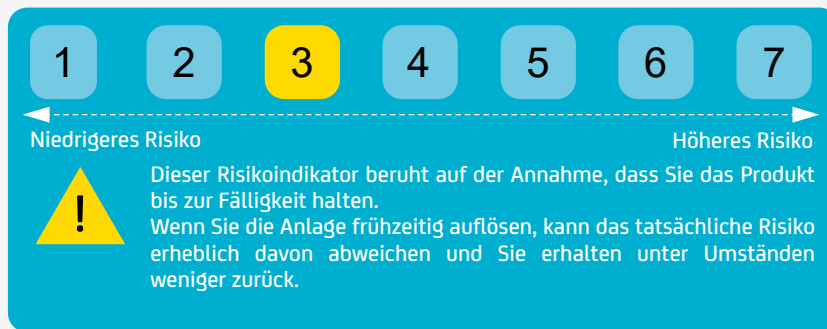 1 2 3 4 5 6 7
Niedrigeres Risiko Höheres Risiko
Dieser Risikoindikator beruht auf der Annahme, dass Sie das Produkt
bis zur Fälligkeit halten.
!
Wenn Sie die Anlage frühzeitig auflösen, kann das tatsächliche Risiko
erheblich davon abweichen und Sie erhalten unter Umständen
weniger zurück.